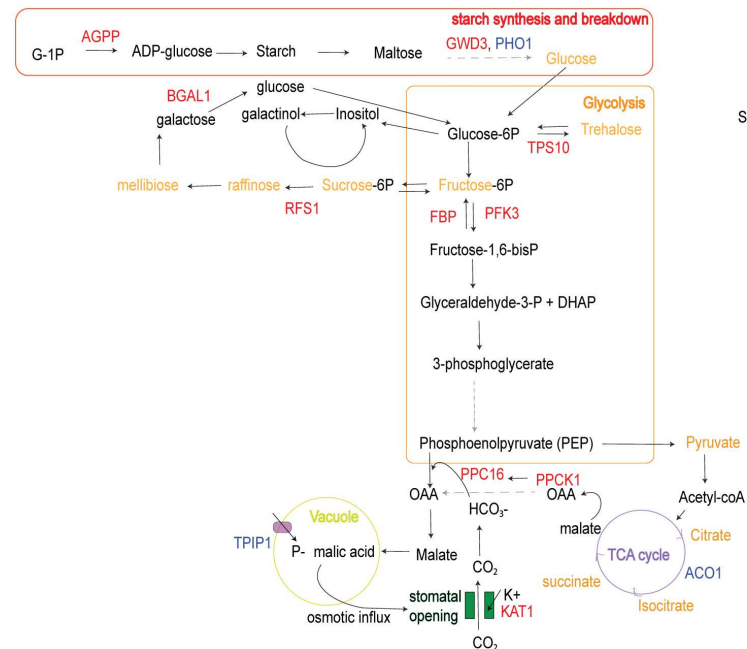 starch synthesis and breakdown
AGPP
GWD3, PHO1
G-1P
ADP-glucose
Starch
Maltose
Glucose
BGAL1
glucose
Glycolysis
galactose
galactinol
Inositol
S
Glucose-6P
Trehalose
TPS10
mellibiose
raffinose
Sucrose-6P
Fructose-6P
RFS1
FBP
PFK3
Fructose-1,6-bisP
Glyceraldehyde-3-P + DHAP
3-phosphoglycerate
Phosphoenolpyruvate (PEP)
Pyruvate
PPC16
PPCK1
OAA
OAA
Acetyl-coA
HCO₃-
Vacuole
malate
Citrate
TPIP1
P-
malic acid
Malate
TCA cycle
CO₂
ACO1
succinate
stomatal
opening
K+
KAT1
Isocitrate
osmotic influx
CO₂